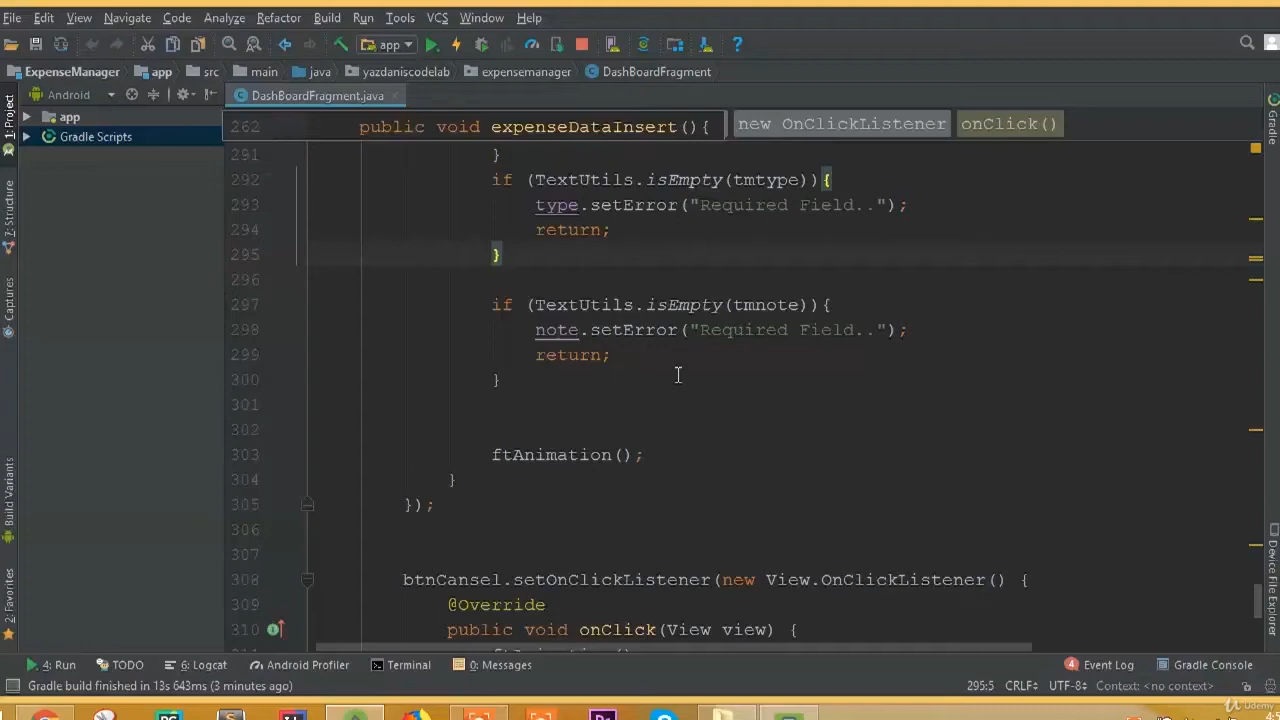 File Edit View Navigate Code Analyze Refactor Build Run Tools VCS Window Help
app
ExpenseManager app src main java yazdaniscodelab expensemanager DashBoardFragment
Android DashBoardFragment.java
1: Project
7: Structure
Captures
Build Variants
2: Favorites
app
Gradle Scripts
262 public void expenseDataInsert(){ new OnClickListener onClick()
291 }
292 if (TextUtils.isEmpty(tmtype)){
293 type.setError("Required Field..");
294 return;
295 }
296
297 if (TextUtils.isEmpty(tmnote)){
298 note.setError("Required Field..");
299 return;
300 }
301
302
303 ftAnimation();
304 }
305 });
306
307
308 btnCansel.setOnClickListener(new View.OnClickListener() {
309 @Override
310 public void onClick(View view) {
Gradle
Device File Explorer
4: Run TODO 6: Logcat Android Profiler Terminal 0: Messages 4 Event Log Gradle Console
Gradle build finished in 13s 643ms (3 minutes ago) 295:5 CRLF UTF-8 Context: <no context>
Udemy